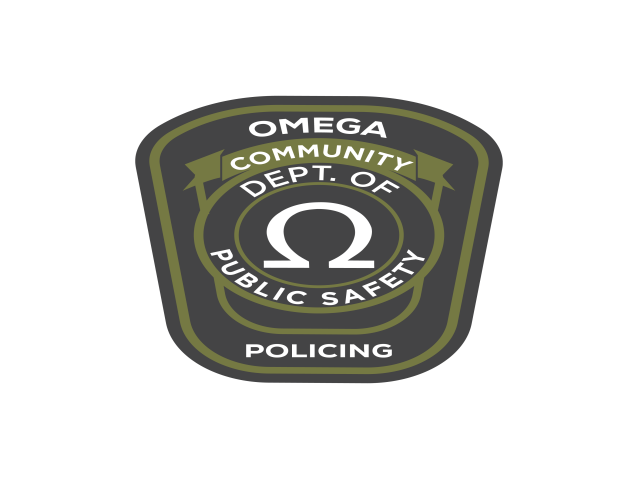 OMEGA
COMMUNITY
DEPT. OF
Ω
PUBLIC SAFETY
POLICING